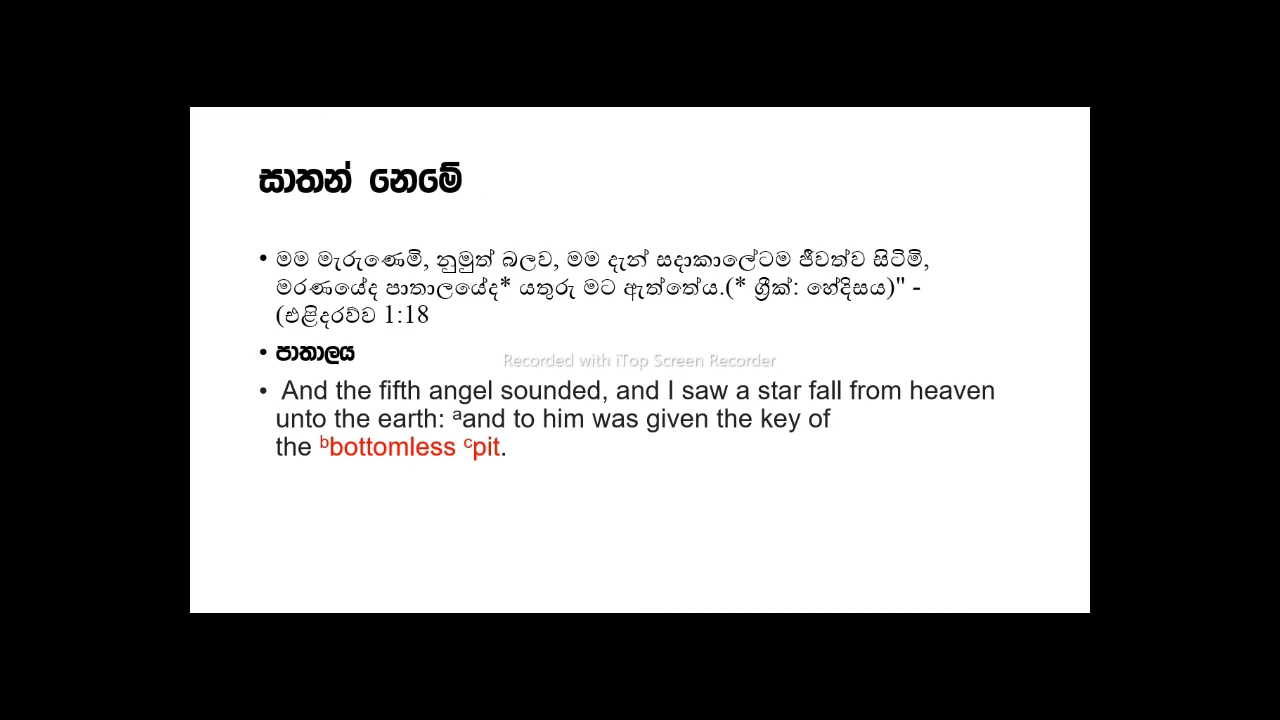 සාතන් නෙමේ
• මම මැරුණෙමි, නුමුත් බලව, මම දැන් සදාකාලේටම ජීවත්ව සිටිමි,
මරණයේද පාතාලයේද* යතුරු මට ඇත්තේය.(* ග්‍රීක්: හේදිසය)" -
(එළිදරව්ව 1:18
• පාතාලය
Recorded with iTop Screen Recorder
• And the fifth angel sounded, and I saw a star fall from heaven
unto the earth: ᵃand to him was given the key of
the ᵇbottomless ᶜpit.